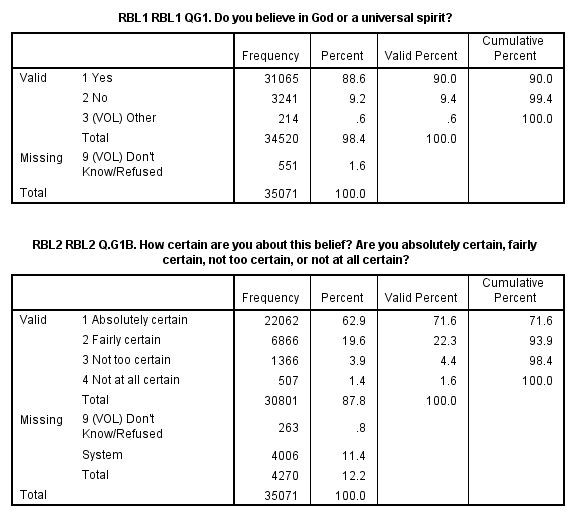 RBL1 RBL1 QG1. Do you believe in God or a universal spirit?
Frequency Percent Valid Percent Cumulative Percent
Valid 1 Yes 31065 88.6 90.0 90.0
2 No 3241 9.2 9.4 99.4
3 (VOL) Other 214 .6 .6 100.0
Total 34520 98.4 100.0
Missing 9 (VOL) Don't Know/Refused 551 1.6
Total 35071 100.0
RBL2 RBL2 Q.G1B. How certain are you about this belief? Are you absolutely certain, fairly
certain, not too certain, or not at all certain?
Frequency Percent Valid Percent Cumulative Percent
Valid 1 Absolutely certain 22062 62.9 71.6 71.6
2 Fairly certain 6866 19.6 22.3 93.9
3 Not too certain 1366 3.9 4.4 98.4
4 Not at all certain 507 1.4 1.6 100.0
Total 30801 87.8 100.0
Missing 9 (VOL) Don't Know/Refused 263 .8
System 4006 11.4
Total 4270 12.2
Total 35071 100.0